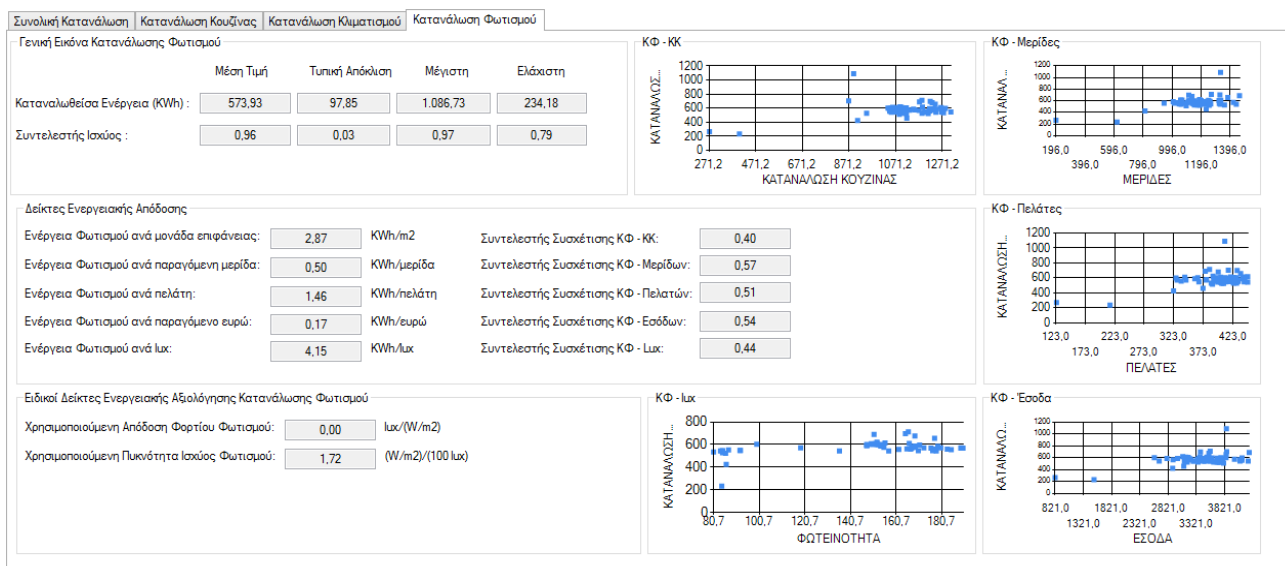 Συνολική Κατανάλωση Κατανάλωση Κουζίνας Κατανάλωση Κλιματισμού Κατανάλωση Φωτισμού
Γενική Εικόνα Κατανάλωσης Φωτισμού
Μέση Τιμή Τυπική Απόκλιση Μέγιστη Ελάχιστη
Καταναλωθείσα Ενέργεια (KWh) : 573,93 97,85 1.086,73 234,18
Συντελεστής Ισχύος : 0,96 0,03 0,97 0,79
ΚΦ - ΚΚ
ΚΑΤΑΝΑΛΩΣ...
1200
1000
800
600
400
200
0
271,2 471,2 671,2 871,2 1071,2 1271,2
ΚΑΤΑΝΑΛΩΣΗ ΚΟΥΖΙΝΑΣ
ΚΦ - Μερίδες
ΚΑΤΑΝΑΛ ...
1200
1000
800
600
400
200
0
196,0 596,0 996,0 1396,0
396,0 796,0 1196,0
ΜΕΡΙΔΕΣ
Δείκτες Ενεργειακής Απόδοσης
Ενέργεια Φωτισμού ανά μονάδα επιφάνειας: 2,87 KWh/m2 Συντελεστής Συσχέτισης ΚΦ - ΚΚ: 0,40
Ενέργεια Φωτισμού ανά παραγόμενη μερίδα: 0,50 KWh/μερίδα Συντελεστής Συσχέτισης ΚΦ - Μερίδων: 0,57
Ενέργεια Φωτισμού ανά πελάτη: 1,46 KWh/πελάτη Συντελεστής Συσχέτισης ΚΦ - Πελατών: 0,51
Ενέργεια Φωτισμού ανά παραγόμενο ευρώ: 0,17 KWh/ευρώ Συντελεστής Συσχέτισης ΚΦ - Εσόδων: 0,54
Ενέργεια Φωτισμού ανά lux: 4,15 KWh/lux Συντελεστής Συσχέτισης ΚΦ - Lux: 0,44
ΚΦ - Πελάτες
ΚΑΤΑΝΑΛΩΣΗ...
1200
1000
800
600
400
200
0
123,0 223,0 323,0 423,0
173,0 273,0 373,0
ΠΕΛΑΤΕΣ
Ειδικοί Δείκτες Ενεργειακής Αξιολόγησης Κατανάλωσης Φωτισμού
Χρησιμοποιούμενη Απόδοση Φορτίου Φωτισμού: 0,00 lux/(W/m2)
Χρησιμοποιούμενη Πυκνότητα Ισχύος Φωτισμού: 1,72 (W/m2)/(100 lux)
ΚΦ - lux
ΚΑΤΑΝΑΛΩΣΗ...
800
600
400
200
0
80,7 100,7 120,7 140,7 160,7 180,7
ΦΩΤΕΙΝΟΤΗΤΑ
ΚΦ - Έσοδα
ΚΑΤΑΝΑΛΩ...
1200
1000
800
600
400
200
0
821,0 1821,0 2821,0 3821,0
1321,0 2321,0 3321,0
ΕΣΟΔΑ